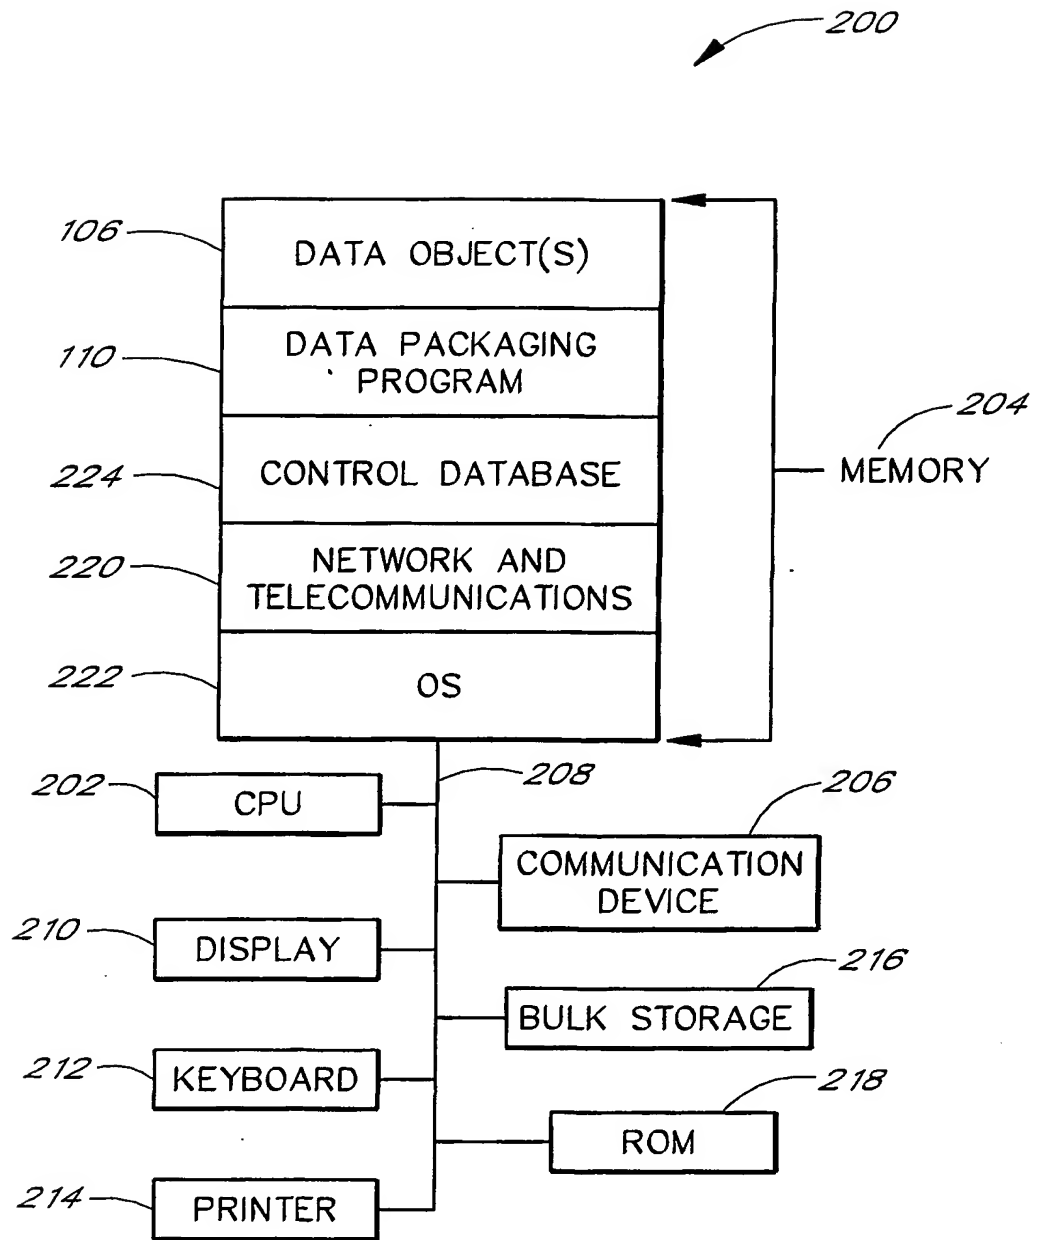 200
106
DATA OBJECT(S)
110
DATA PACKAGING
PROGRAM
204
MEMORY
224
CONTROL DATABASE
220
NETWORK AND
TELECOMMUNICATIONS
222
OS
208
202
CPU
206
COMMUNICATION
DEVICE
210
DISPLAY
216
BULK STORAGE
212
KEYBOARD
218
ROM
214
PRINTER